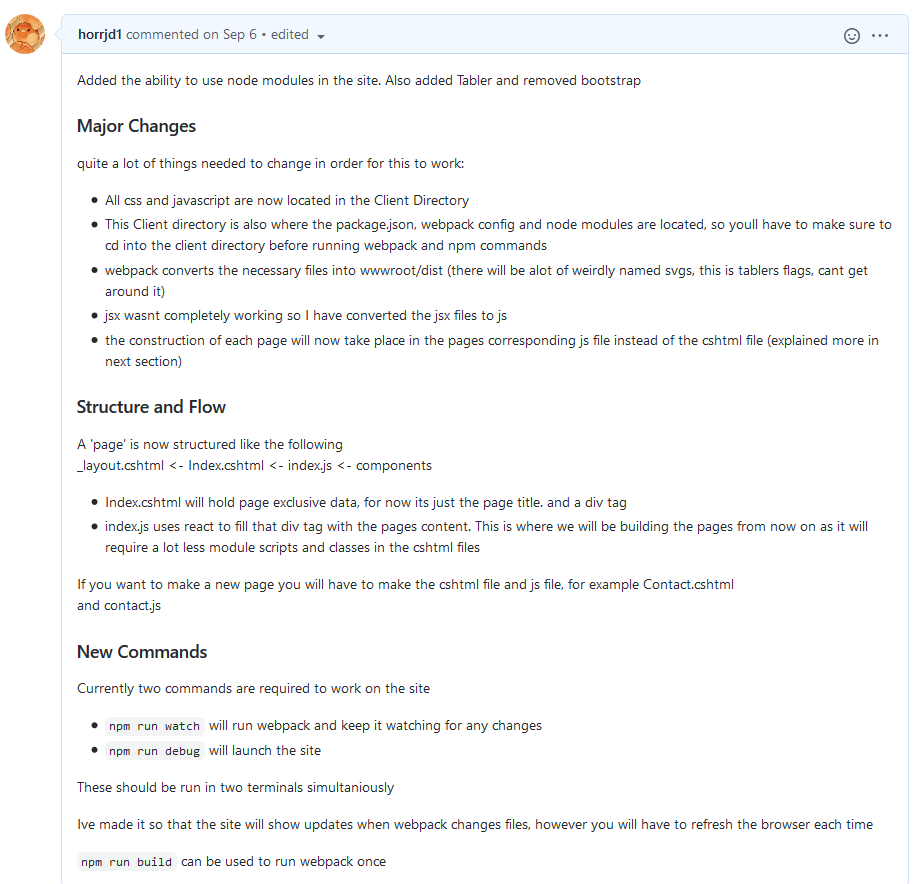 horrjd1 commented on Sep 6 • edited
Added the ability to use node modules in the site. Also added Tabler and removed bootstrap
Major Changes
quite a lot of things needed to change in order for this to work:
• All css and javascript are now located in the Client Directory
• This Client directory is also where the package.json, webpack config and node modules are located, so youll have to make sure to
cd into the client directory before running webpack and npm commands
• webpack converts the necessary files into wwwroot/dist (there will be alot of weirdly named svgs, this is tablers flags, cant get
around it)
• jsx wasnt completely working so I have converted the jsx files to js
• the construction of each page will now take place in the pages corresponding js file instead of the cshtml file (explained more in
next section)
Structure and Flow
A 'page' is now structured like the following
_layout.cshtml <- Index.cshtml <- index.js <- components
• Index.cshtml will hold page exclusive data, for now its just the page title. and a div tag
• index.js uses react to fill that div tag with the pages content. This is where we will be building the pages from now on as it will
require a lot less module scripts and classes in the cshtml files
If you want to make a new page you will have to make the cshtml file and js file, for example Contact.cshtml
and contact.js
New Commands
Currently two commands are required to work on the site
• npm run watch will run webpack and keep it watching for any changes
• npm run debug will launch the site
These should be run in two terminals simultaniously
Ive made it so that the site will show updates when webpack changes files, however you will have to refresh the browser each time
npm run build can be used to run webpack once